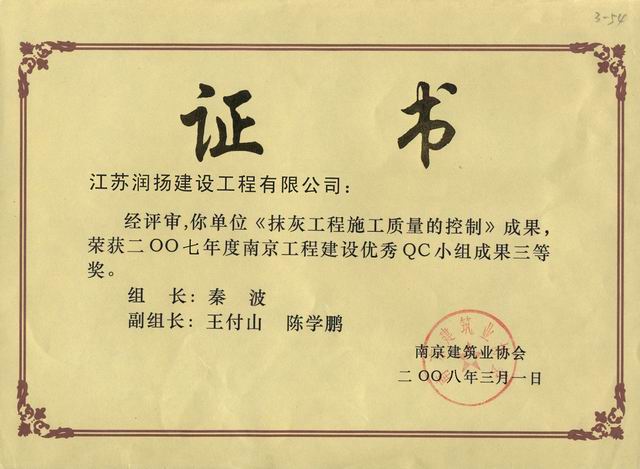 3-54
证 书
江苏润扬建设工程有限公司：
经评审,你单位《抹灰工程施工质量的控制》成果,
荣获二〇〇七年度南京工程建设优秀QC小组成果三等
奖。
组 长：秦 波
副组长：王付山 陈学鹏
南京建筑业协会
二〇〇八年三月一日